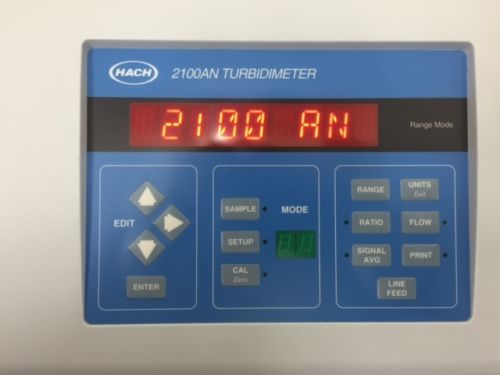 HACH
2100AN TURBIDIMETER
2100 AN
Range Mode
EDIT
ENTER
SAMPLE
MODE
SETUP
CAL
Zero
RANGE
UNITS
Exit
RATIO
FLOW
SIGNAL
AVG
PRINT
LINE
FEED